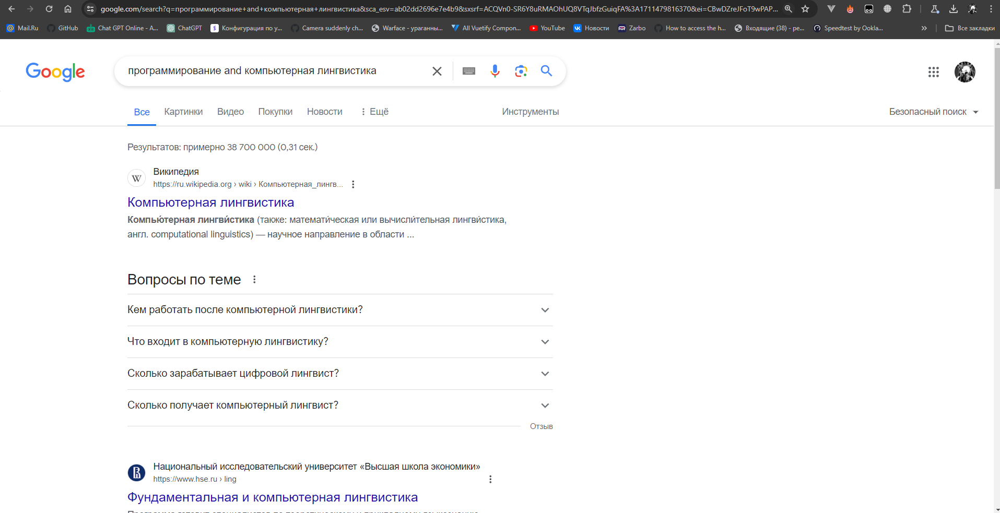 google.com/search?q=программирование+and+компьютерная+лингвистика&sca_esv=ab02dd2696e7e4b9&sxsrf=ACQVn0-SR6Y8uRMAOhUQ8VTqJbfzGuiqFA%3A1711479816370&ei=CBwDZreJFoT9wPAP...
Mail.Ru GitHub Chat GPT Online - A... ChatGPT Конфигурация по у... Camera suddenly ch... Warface - ураганны... All Vuetify Compon... YouTube Новости Zarbo How to access the h... Входящие (38) - ре... Speedtest by Ookla... » Все закладки
Google программирование and компьютерная лингвистика
Все Картинки Видео Покупки Новости Ещё Инструменты Безопасный поиск
Результатов: примерно 38 700 000 (0,31 сек.)
Википедия
https://ru.wikipedia.org › wiki › Компьютерная_лингв...
Компьютерная лингвистика
Компью́терная лингви́стика (также: математи́ческая или вычисли́тельная лингви́стика,
англ. computational linguistics) — научное направление в области ...
Вопросы по теме
Кем работать после компьютерной лингвистики?
Что входит в компьютерную лингвистику?
Сколько зарабатывает цифровой лингвист?
Сколько получает компьютерный лингвист?
Отзыв
Национальный исследовательский университет «Высшая школа экономики»
https://www.hse.ru › ling
Фундаментальная и компьютерная лингвистика